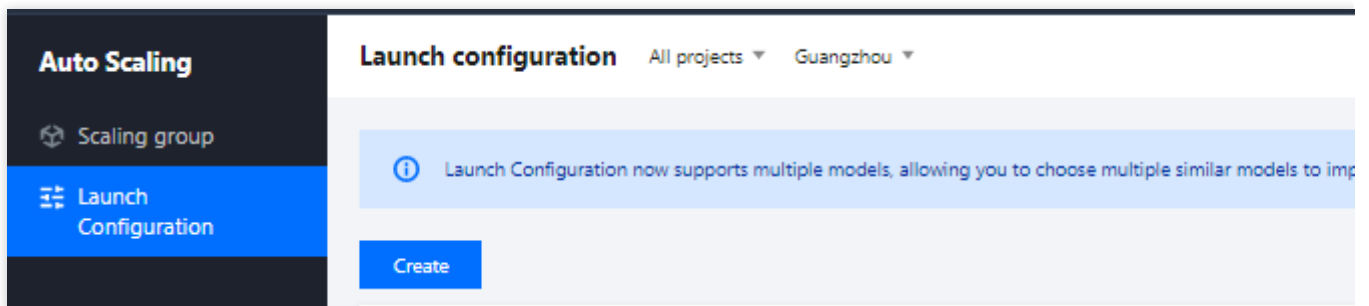 Auto Scaling
Launch configuration All projects Guangzhou
Scaling group
Launch Configuration now supports multiple models, allowing you to choose multiple similar models to imp
Launch
Configuration
Create